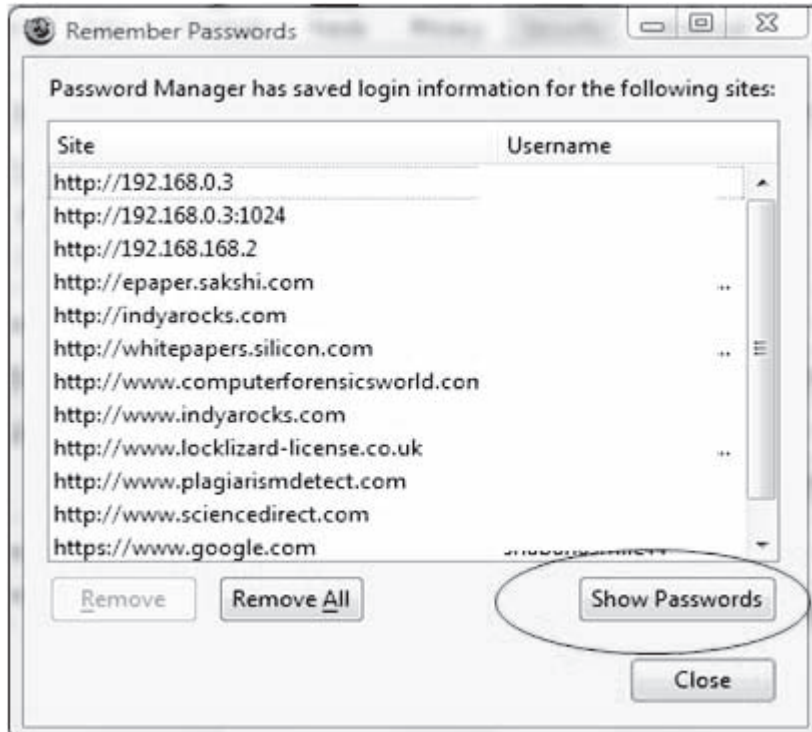 Remember Passwords
Password Manager has saved login information for the following sites:
Site Username
http://192.168.0.3
http://192.168.0.3:1024
http://192.168.168.2
http://epaper.sakshi.com ..
http://indyarocks.com
http://whitepapers.silicon.com ..
http://www.computerforensicsworld.con
http://www.indyarocks.com
http://www.locklizard-license.co.uk ..
http://www.plagiarismdetect.com
http://www.sciencedirect.com
https://www.google.com
Remove Remove All Show Passwords
Close